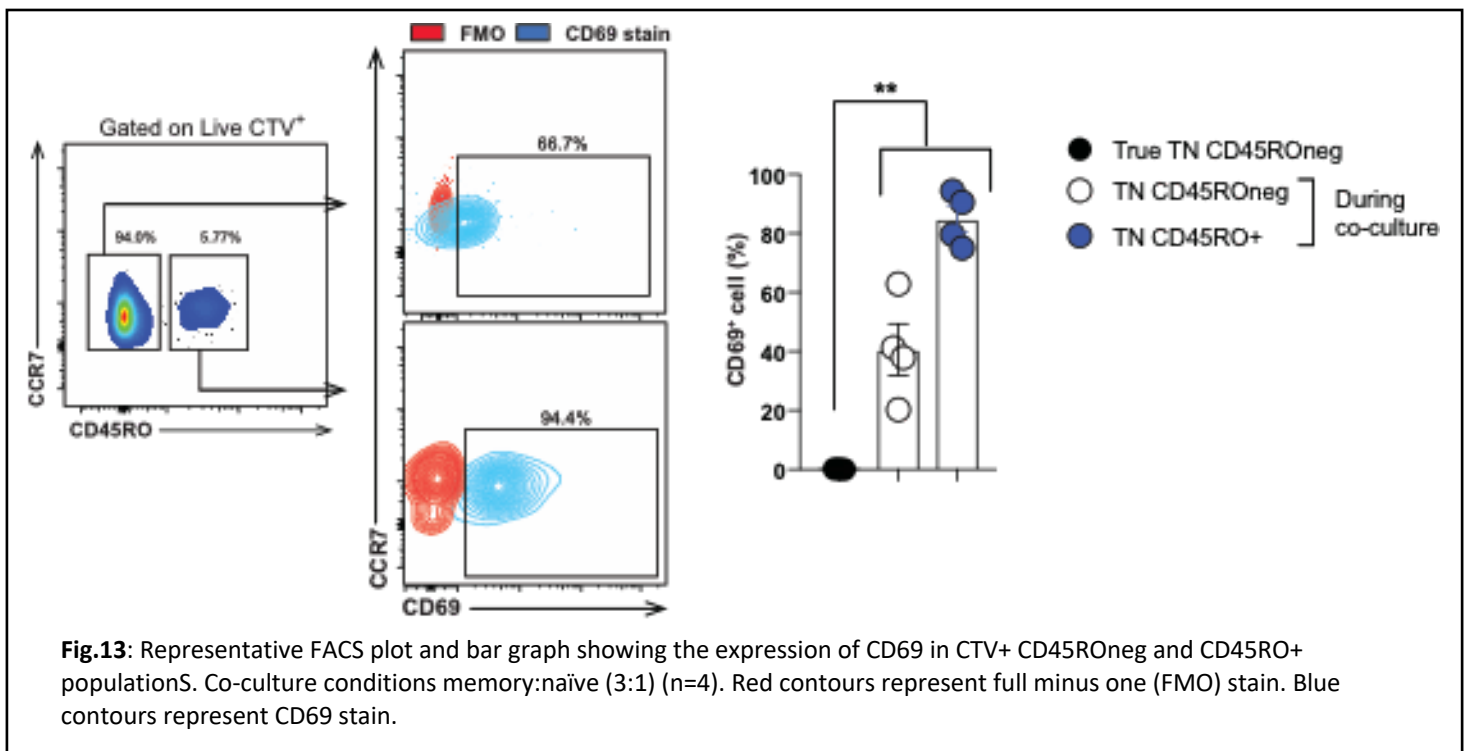 FMO CD69 stain
Gated on Live CTV+
94.0% 5.77%
CCR7
CD45RO
66.7%
94.4%
CCR7
CD69
**
100
80
60
40
20
0
CD69+ cell (%)
True TN CD45ROneg
TN CD45ROneg
TN CD45RO+
During
co-culture
Fig.13: Representative FACS plot and bar graph showing the expression of CD69 in CTV+ CD45ROneg and CD45RO+
populationS. Co-culture conditions memory:naïve (3:1) (n=4). Red contours represent full minus one (FMO) stain. Blue
contours represent CD69 stain.